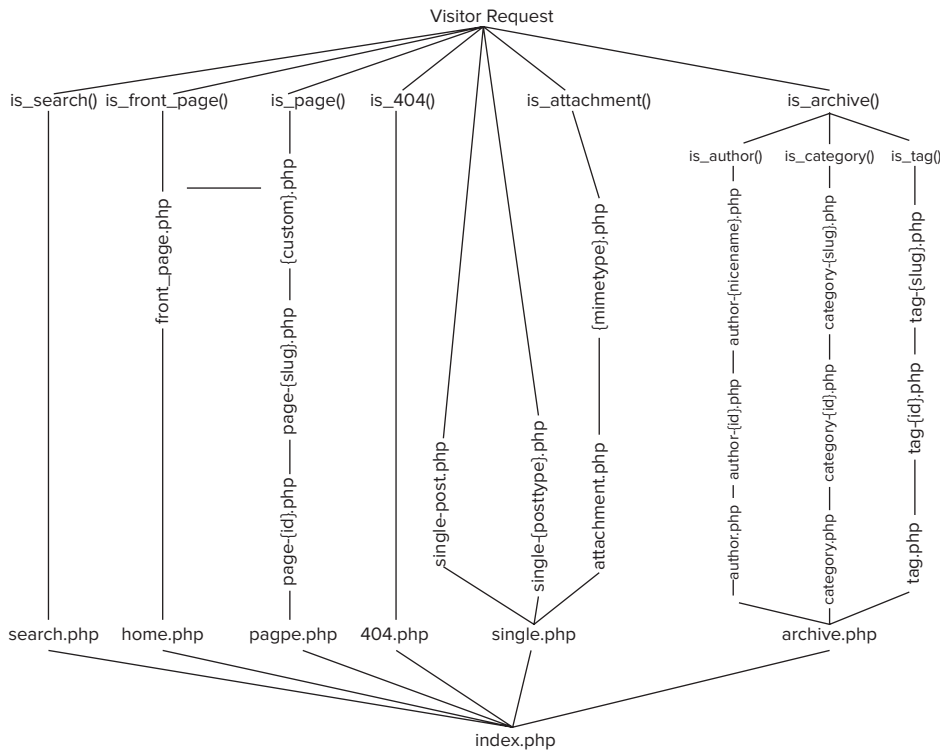 Visitor Request
is_search()
is_front_page()
is_page()
is_404()
is_attachment()
is_archive()
is_author()
is_category()
is_tag()
front_page.php
{custom}.php
page-{slug}.php
page-{id}.php
single-post.php
single-{posttype}.php
{mimetype}.php
attachment.php
author-{nicename}.php
author-{id}.php
author.php
category-{slug}.php
category-{id}.php
category.php
tag-{slug}.php
tag-{id}.php
tag.php
search.php
home.php
pagpe.php
404.php
single.php
archive.php
index.php